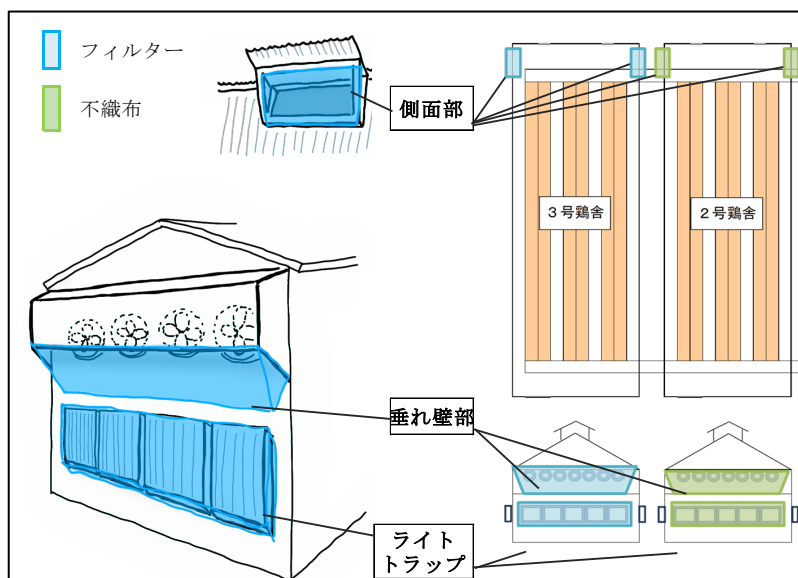 フィルター
不織布
側面部
3号鶏舎
2号鶏舎
垂れ壁部
ライト
トラップ